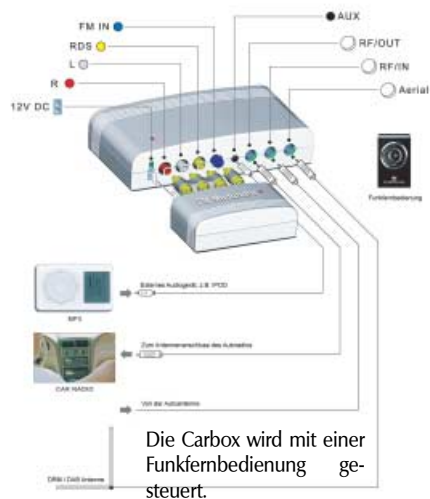 FM IN
AUX
RDS
RF/OUT
L
RF/IN
R
Aerial
12V DC
Funkfernbedienung
Externes Audiogerät, z.B. IPOD
MP3
Zum Antennenanschluss des Autoradios
CAR RADIO
Von der Autoantenne
DRM / DAB Antenne
Die Carbox wird mit einer
Funkfernbedienung ge-
steuert.